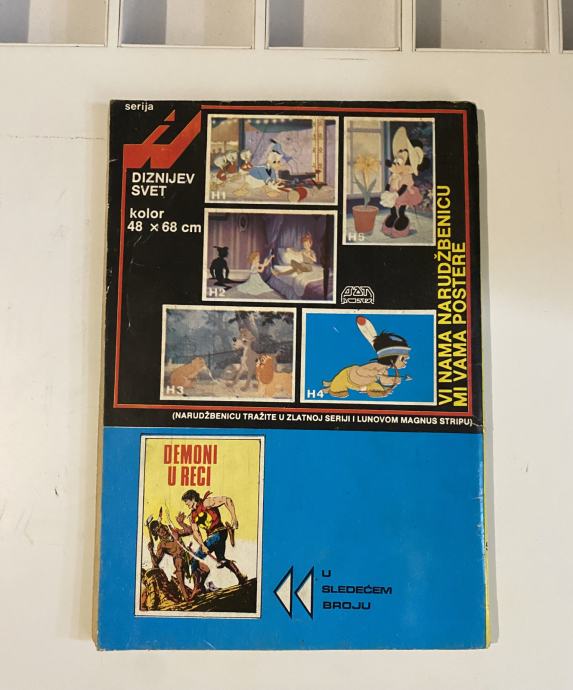 serija
DIZNIJEV
SVET
kolor
48 × 68 cm
H1
H5
H2
H3
H4
VI NAMA NARUDŽBENICU
MI VAMA POSTERE
(NARUDŽBENICU TRAŽITE U ZLATNOJ SERIJI I LUNOVOM MAGNUS STRIPU)
DEMONI
U RECI
U
SLEDEĆEM
BROJU